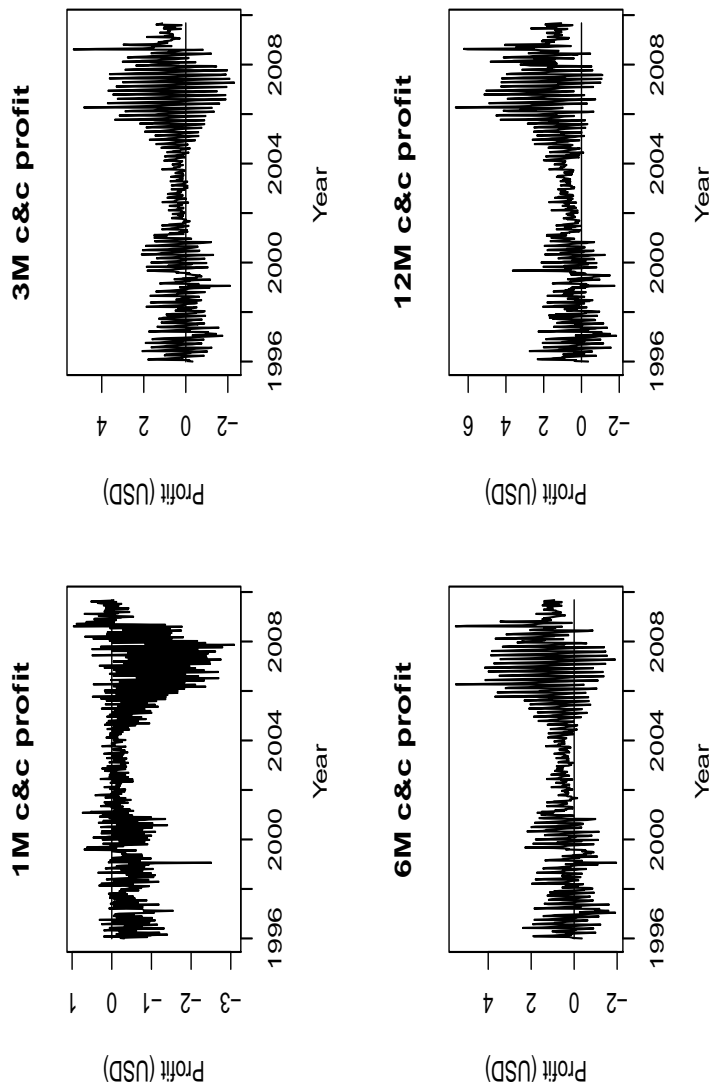 1M c&c profit
Profit (USD)
1
0
−1
−2
−3
1996
2000
2004
2008
Year
3M c&c profit
Profit (USD)
4
2
0
−2
1996
2000
2004
2008
Year
6M c&c profit
Profit (USD)
4
2
0
−2
1996
2000
2004
2008
Year
12M c&c profit
Profit (USD)
6
4
2
0
−2
1996
2000
2004
2008
Year